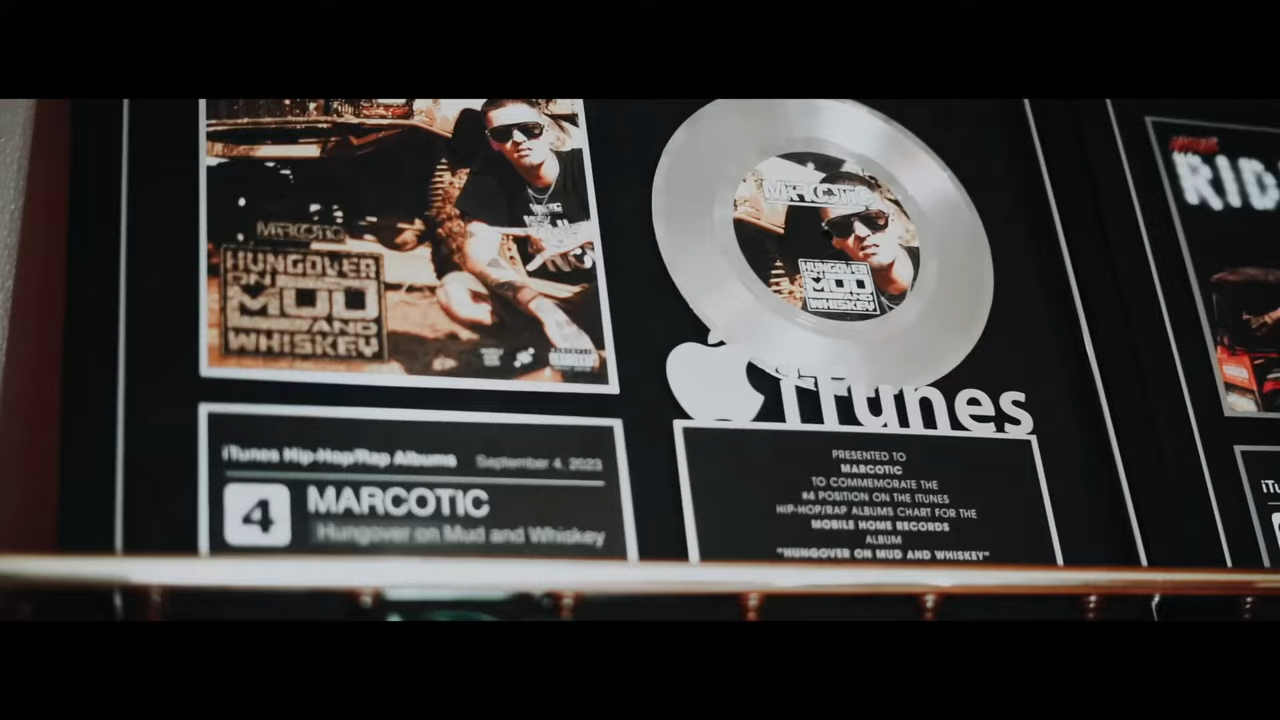 MARCOTIC
HUNGOVER
ON
MUD
AND
WHISKEY
iTunes Hip-Hop/Rap Albums September 4, 2023
4 MARCOTIC
Hungover on Mud and Whiskey
MARCOTIC
HUNGOVER
ON
MUD
AND
WHISKEY
iTunes
PRESENTED TO
MARCOTIC
TO COMMEMORATE THE
#4 POSITION ON THE ITUNES
HIP-HOP/RAP ALBUMS CHART FOR THE
MOBILE HOME RECORDS
ALBUM
"HUNGOVER ON MUD AND WHISKEY"